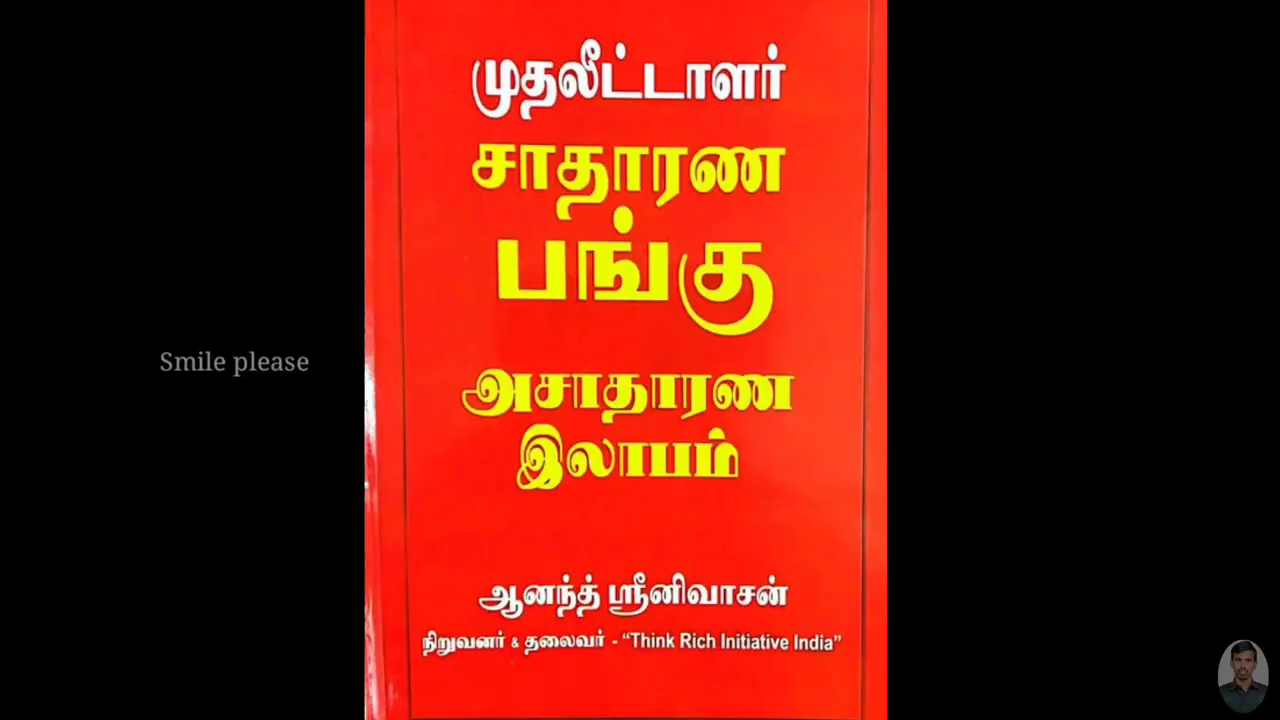 முதலீட்டாளர்
சாதாரண
பங்கு
Smile please
அசாதாரண
இலாபம்
ஆனந்த் ஸ்ரீனிவாசன்
நிறுவனர் & தலைவர் - “Think Rich Initiative India”